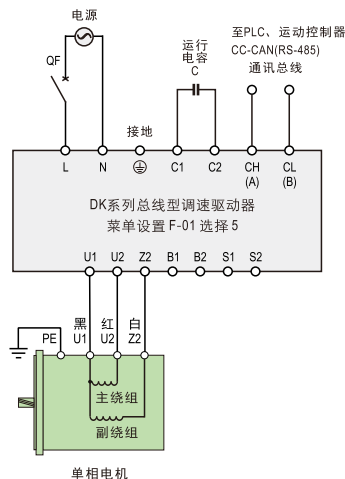 电源
QF
运行
电容
C
至PLC、运动控制器
CC-CAN(RS-485)
通讯总线
接地
L N C1 C2 CH CL
(A) (B)
DK系列总线型调速驱动器
菜单设置 F-01 选择 5
U1 U2 Z2 B1 B2 S1 S2
黑 红 白
PE U1 U2 Z2
主绕组
副绕组
单相电机